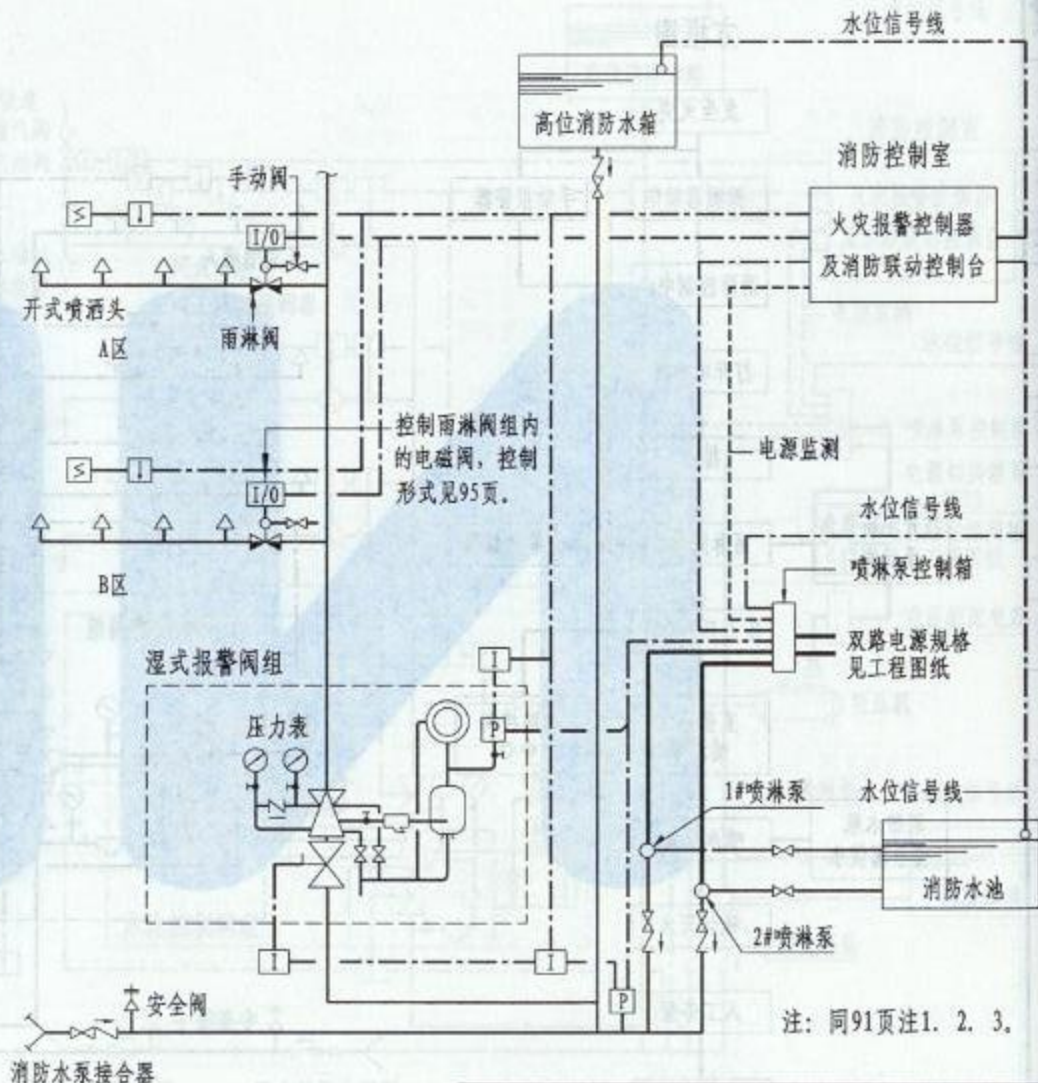 水位信号线
高位消防水箱
消防控制室
手动阀
I/O
火灾报警控制器
及消防联动控制台
开式喷洒头
A区
雨淋阀
控制雨淋阀组内
的电磁阀，控制
形式见95页。
电源监测
I/O
水位信号线
喷淋泵控制箱
B区
双路电源规格
见工程图纸
湿式报警阀组
I
压力表
P
1#喷淋泵
水位信号线
消防水池
2#喷淋泵
I
I
P
安全阀
注：同91页注1. 2. 3。
消防水泵接合器